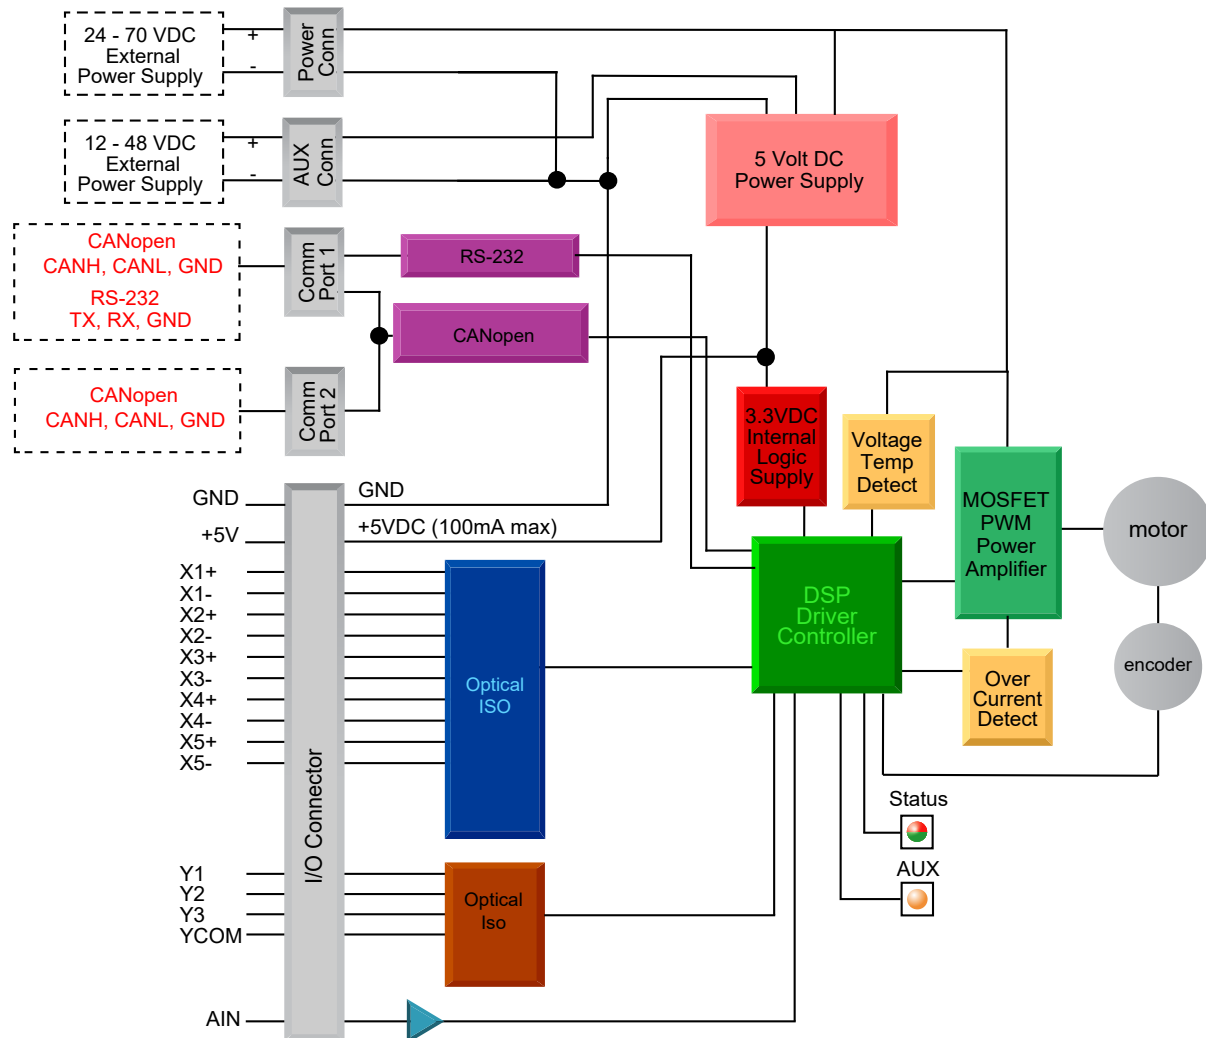 24 - 70 VDC
External
Power Supply
+
-
Power
Conn
12 - 48 VDC
External
Power Supply
+
-
AUX
Conn
5 Volt DC
Power Supply
CANopen
CANH, CANL, GND
RS-232
TX, RX, GND
Comm
Port 1
RS-232
CANopen
CANopen
CANH, CANL, GND
Comm
Port 2
3.3VDC
Internal
Logic
Supply
Voltage
Temp
Detect
MOSFET
PWM
Power
Amplifier
motor
encoder
Over
Current
Detect
DSP
Driver
Controller
GND
+5V
GND
+5VDC (100mA max)
X1+
X1-
X2+
X2-
X3+
X3-
X4+
X4-
X5+
X5-
I/O Connector
Optical
ISO
Status
AUX
Y1
Y2
Y3
YCOM
Optical
Iso
AIN